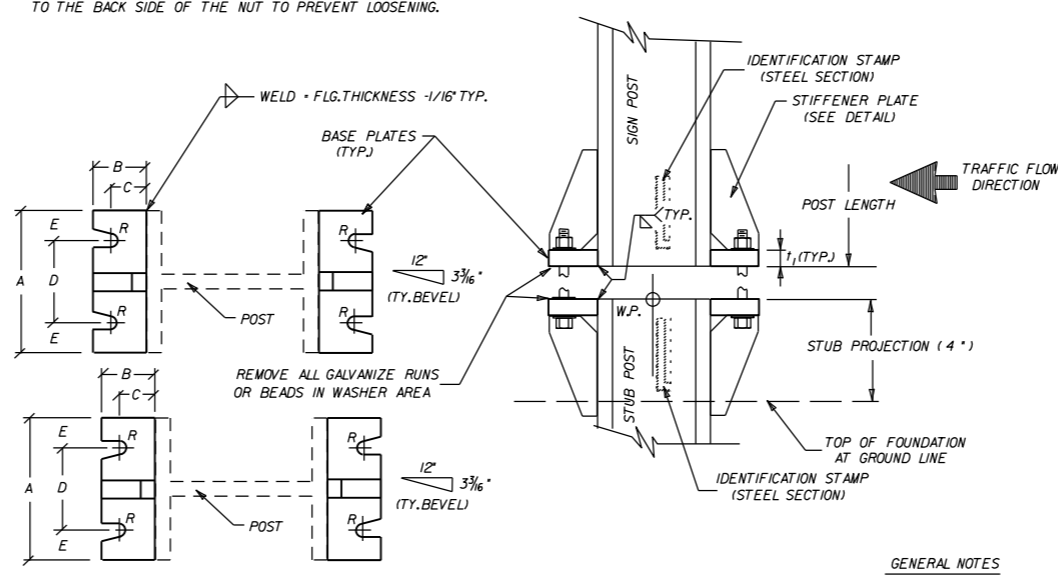 TO THE BACK SIDE OF THE NUT TO PREVENT LOOSENING.
WELD = FLG.THICKNESS -1/16" TYP.
BASE PLATES
(TYP.)
IDENTIFICATION STAMP
(STEEL SECTION)
STIFFENER PLATE
(SEE DETAIL)
SIGN POST
TRAFFIC FLOW
DIRECTION
POST LENGTH
TYP.
t₁(TYP.)
B
C
E
R
A
D
R
E
R
R
12"
3 3/16"
(TY.BEVEL)
POST
W.P.
STUB PROJECTION (4")
REMOVE ALL GALVANIZE RUNS
OR BEADS IN WASHER AREA
STUB POST
B
C
E
R
A
D
R
E
R
R
12"
3 3/16"
(TY.BEVEL)
POST
TOP OF FOUNDATION
AT GROUND LINE
IDENTIFICATION STAMP
(STEEL SECTION)
GENERAL NOTES